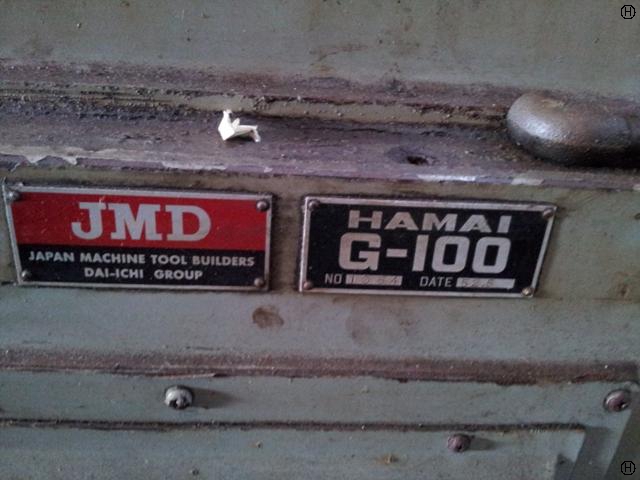 JMD
JAPAN MACHINE TOOL BUILDERS
DAI-ICHI GROUP
HAMAI
G-100
NO DATE
H
H